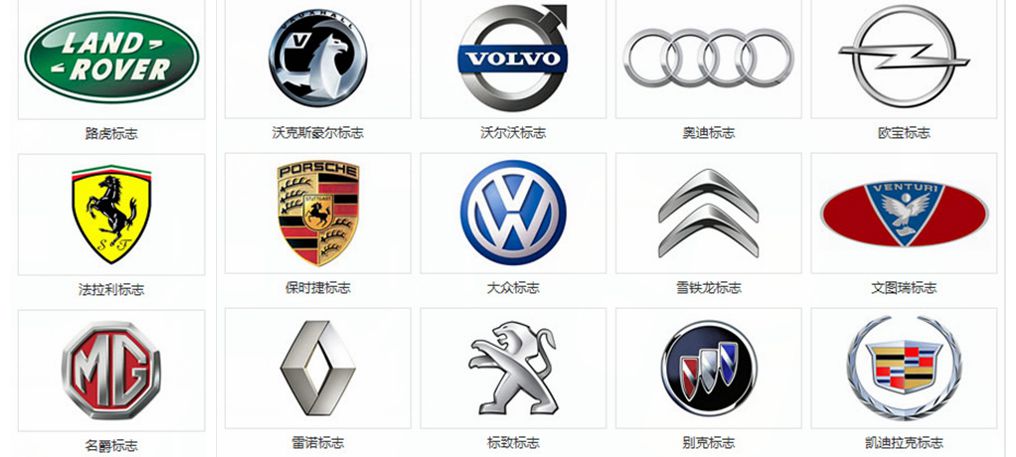 LAND-
-ROVER
VAUXHALL
V
VOLVO
路虎标志
沃克斯豪尔标志
沃尔沃标志
奥迪标志
欧宝标志
S F
PORSCHE
STUTTGART
VW
VENTURI
法拉利标志
保时捷标志
大众标志
雪铁龙标志
文图瑞标志
MG
名爵标志
雷诺标志
标致标志
别克标志
凯迪拉克标志